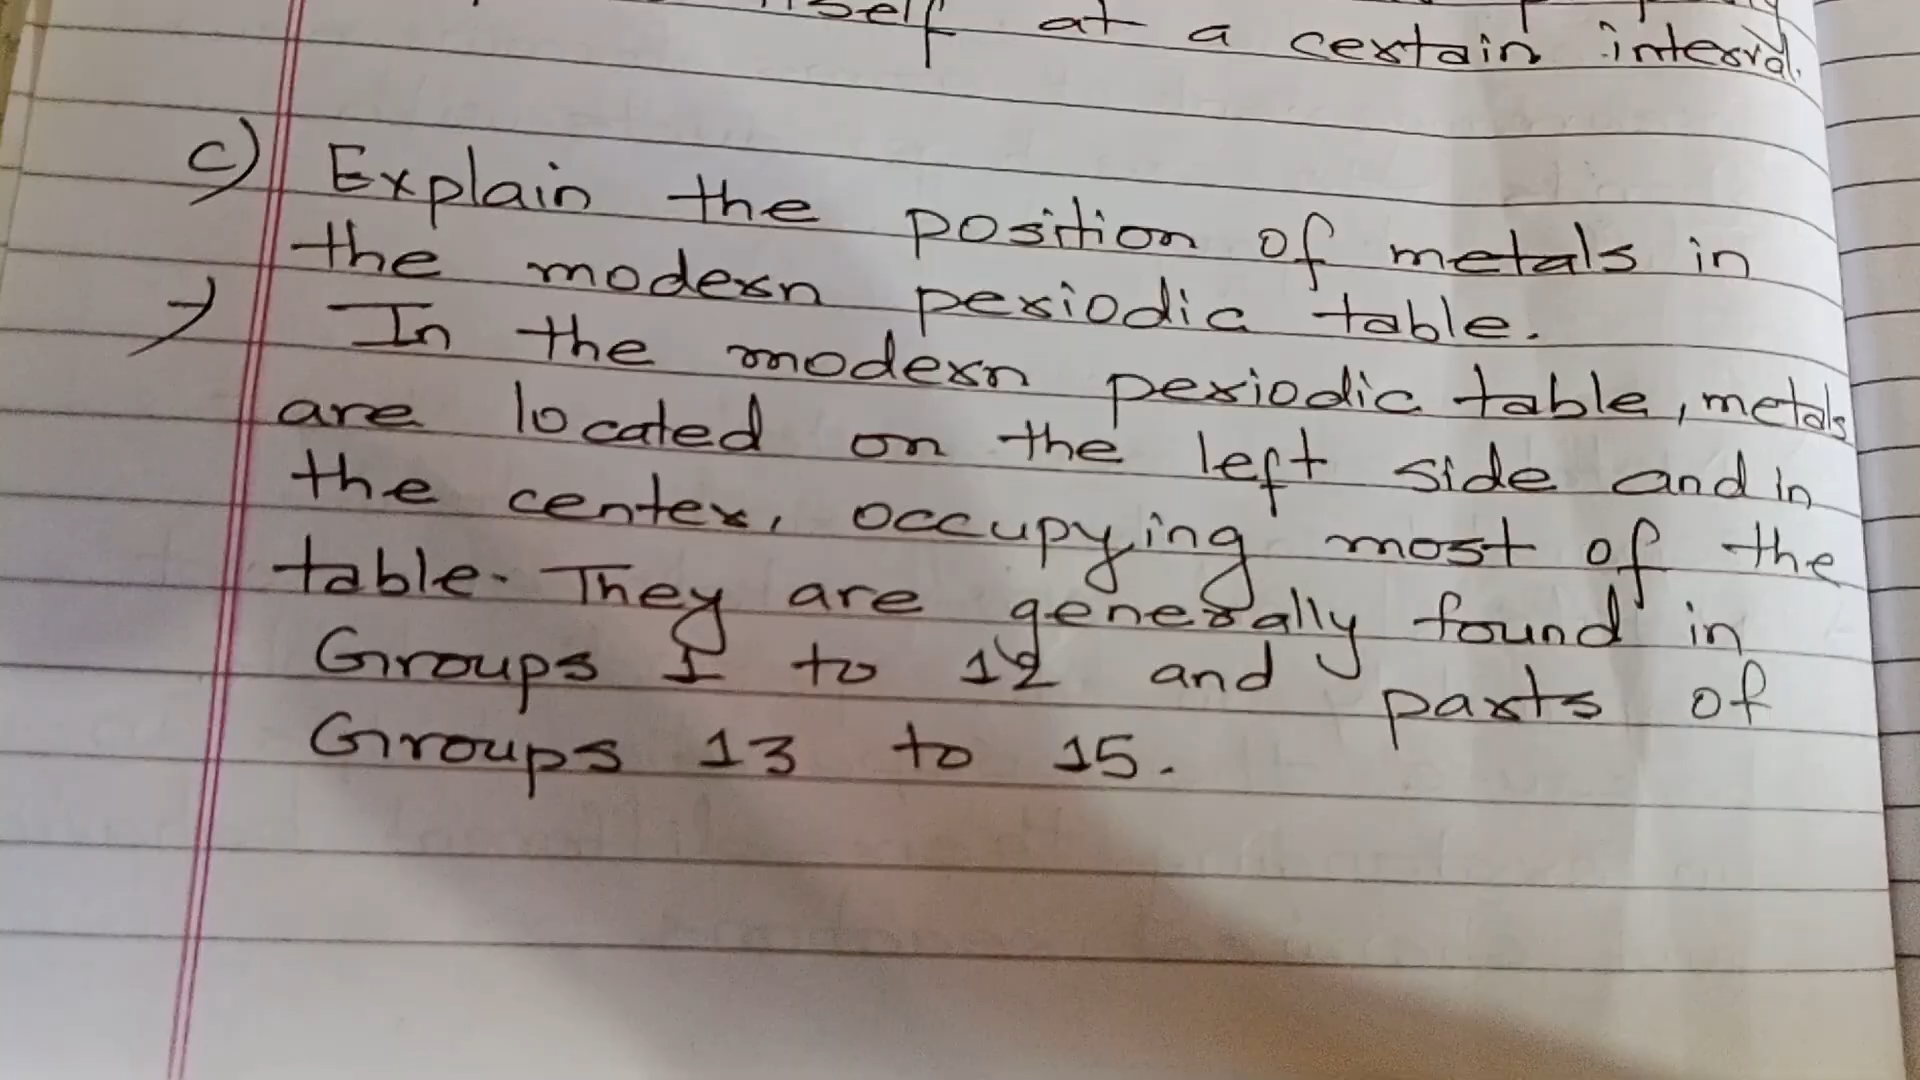 self at a certain interval.
c) Explain the position of metals in
the modern periodic table.
→ In the modern periodic table, metals
are located on the left side and in
the center, occupying most of the
table. They are generally found in
Groups 1 to 12 and parts of
Groups 13 to 15.